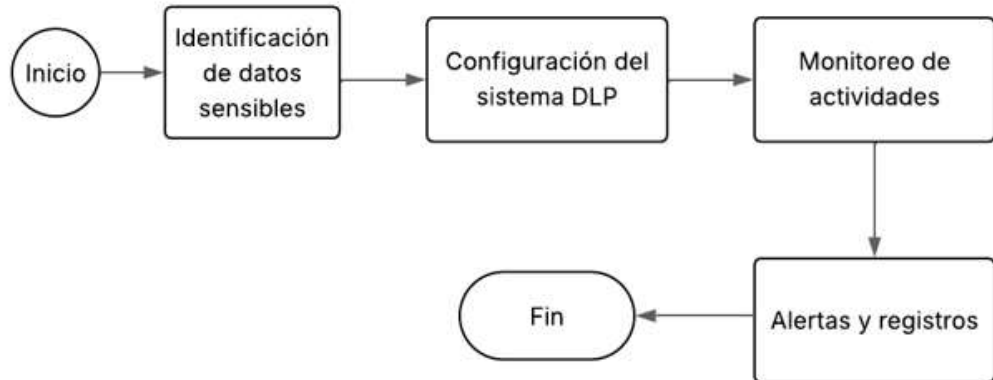 Inicio
Identificación
de datos
sensibles
Configuración del
sistema DLP
Monitoreo de
actividades
Alertas y registros
Fin